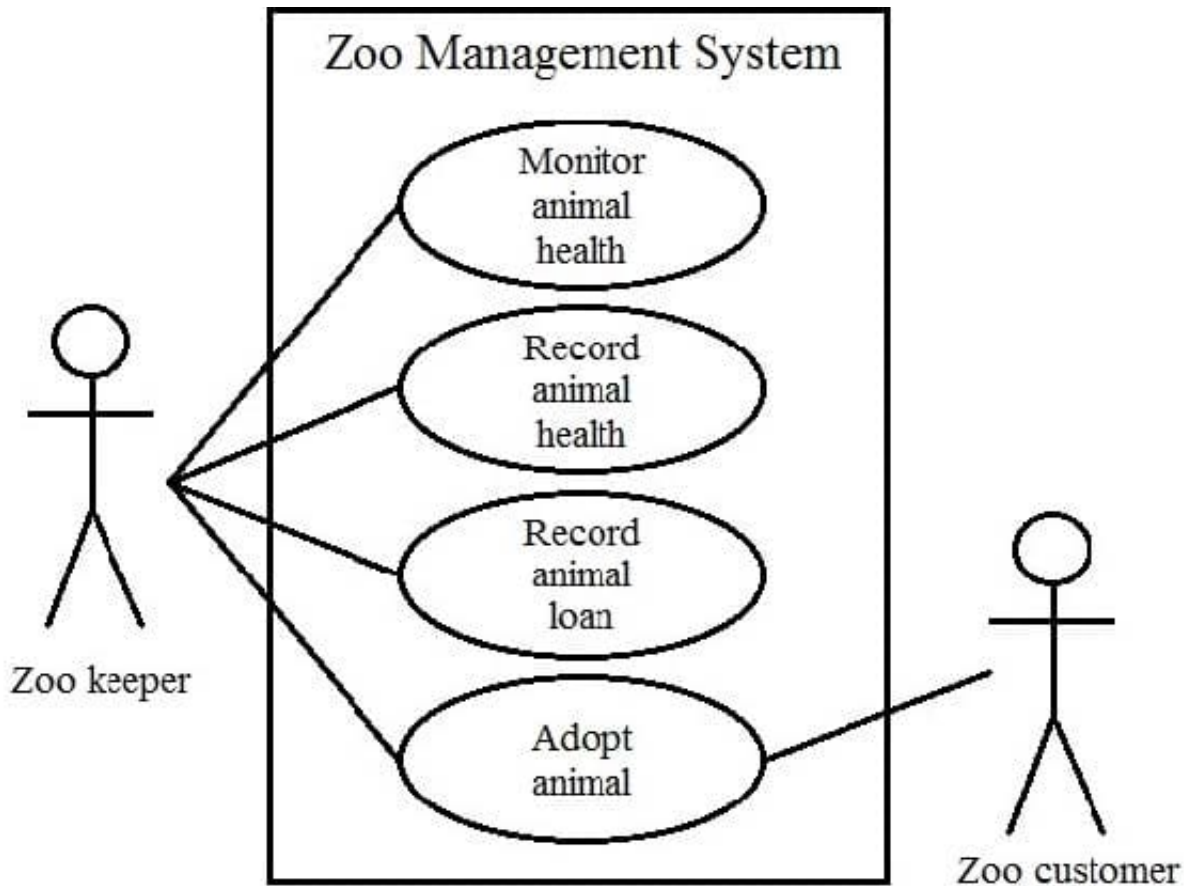 Zoo Management System
Monitor
animal
health
Record
animal
health
Record
animal
loan
Adopt
animal
Zoo keeper
Zoo customer